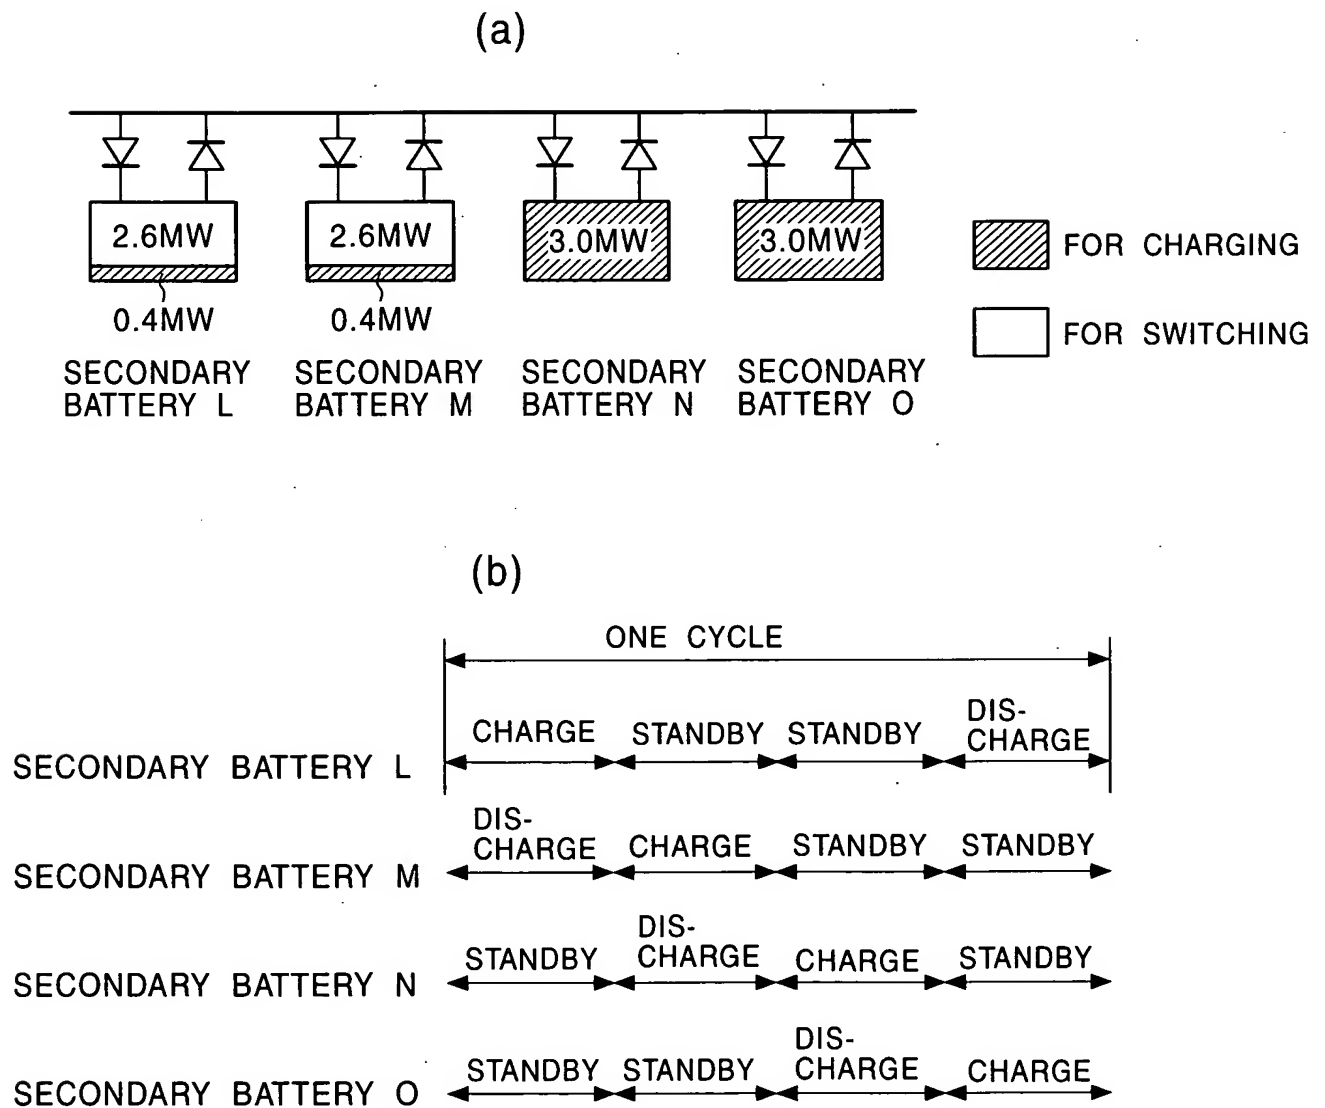 (a)
2.6MW
2.6MW
3.0MW
3.0MW
0.4MW
0.4MW
SECONDARY
BATTERY L
SECONDARY
BATTERY M
SECONDARY
BATTERY N
SECONDARY
BATTERY O
FOR CHARGING
FOR SWITCHING
(b)
ONE CYCLE
SECONDARY BATTERY L
CHARGE
STANDBY
STANDBY
DIS-
CHARGE
SECONDARY BATTERY M
DIS-
CHARGE
CHARGE
STANDBY
STANDBY
SECONDARY BATTERY N
STANDBY
DIS-
CHARGE
CHARGE
STANDBY
SECONDARY BATTERY O
STANDBY
STANDBY
DIS-
CHARGE
CHARGE